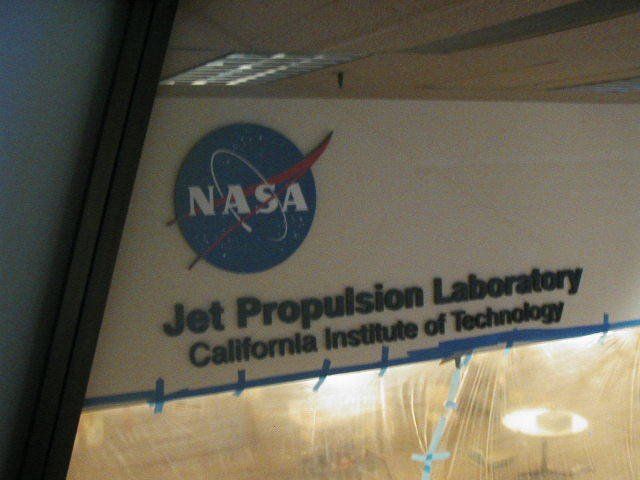 NASA
Jet Propulsion Laboratory
California Institute of Technology